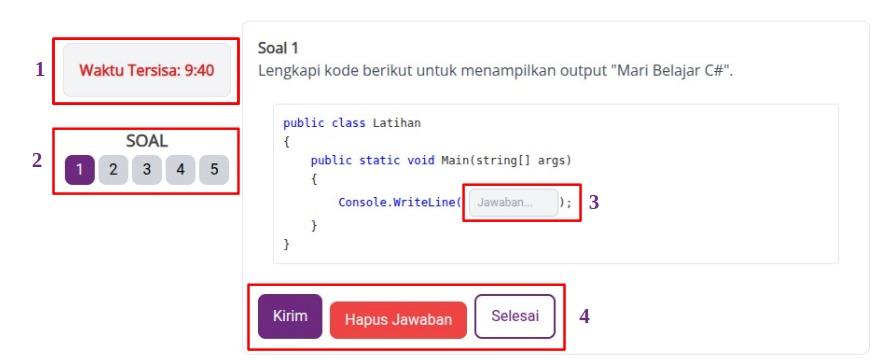 1
Waktu Tersisa: 9:40
2
SOAL
1 2 3 4 5
Soal 1
Lengkapi kode berikut untuk menampilkan output "Mari Belajar C#".
public class Latihan
{
public static void Main(string[] args)
{
Console.WriteLine( Jawaban... ); 3
}
}
Kirim Hapus Jawaban Selesai 4